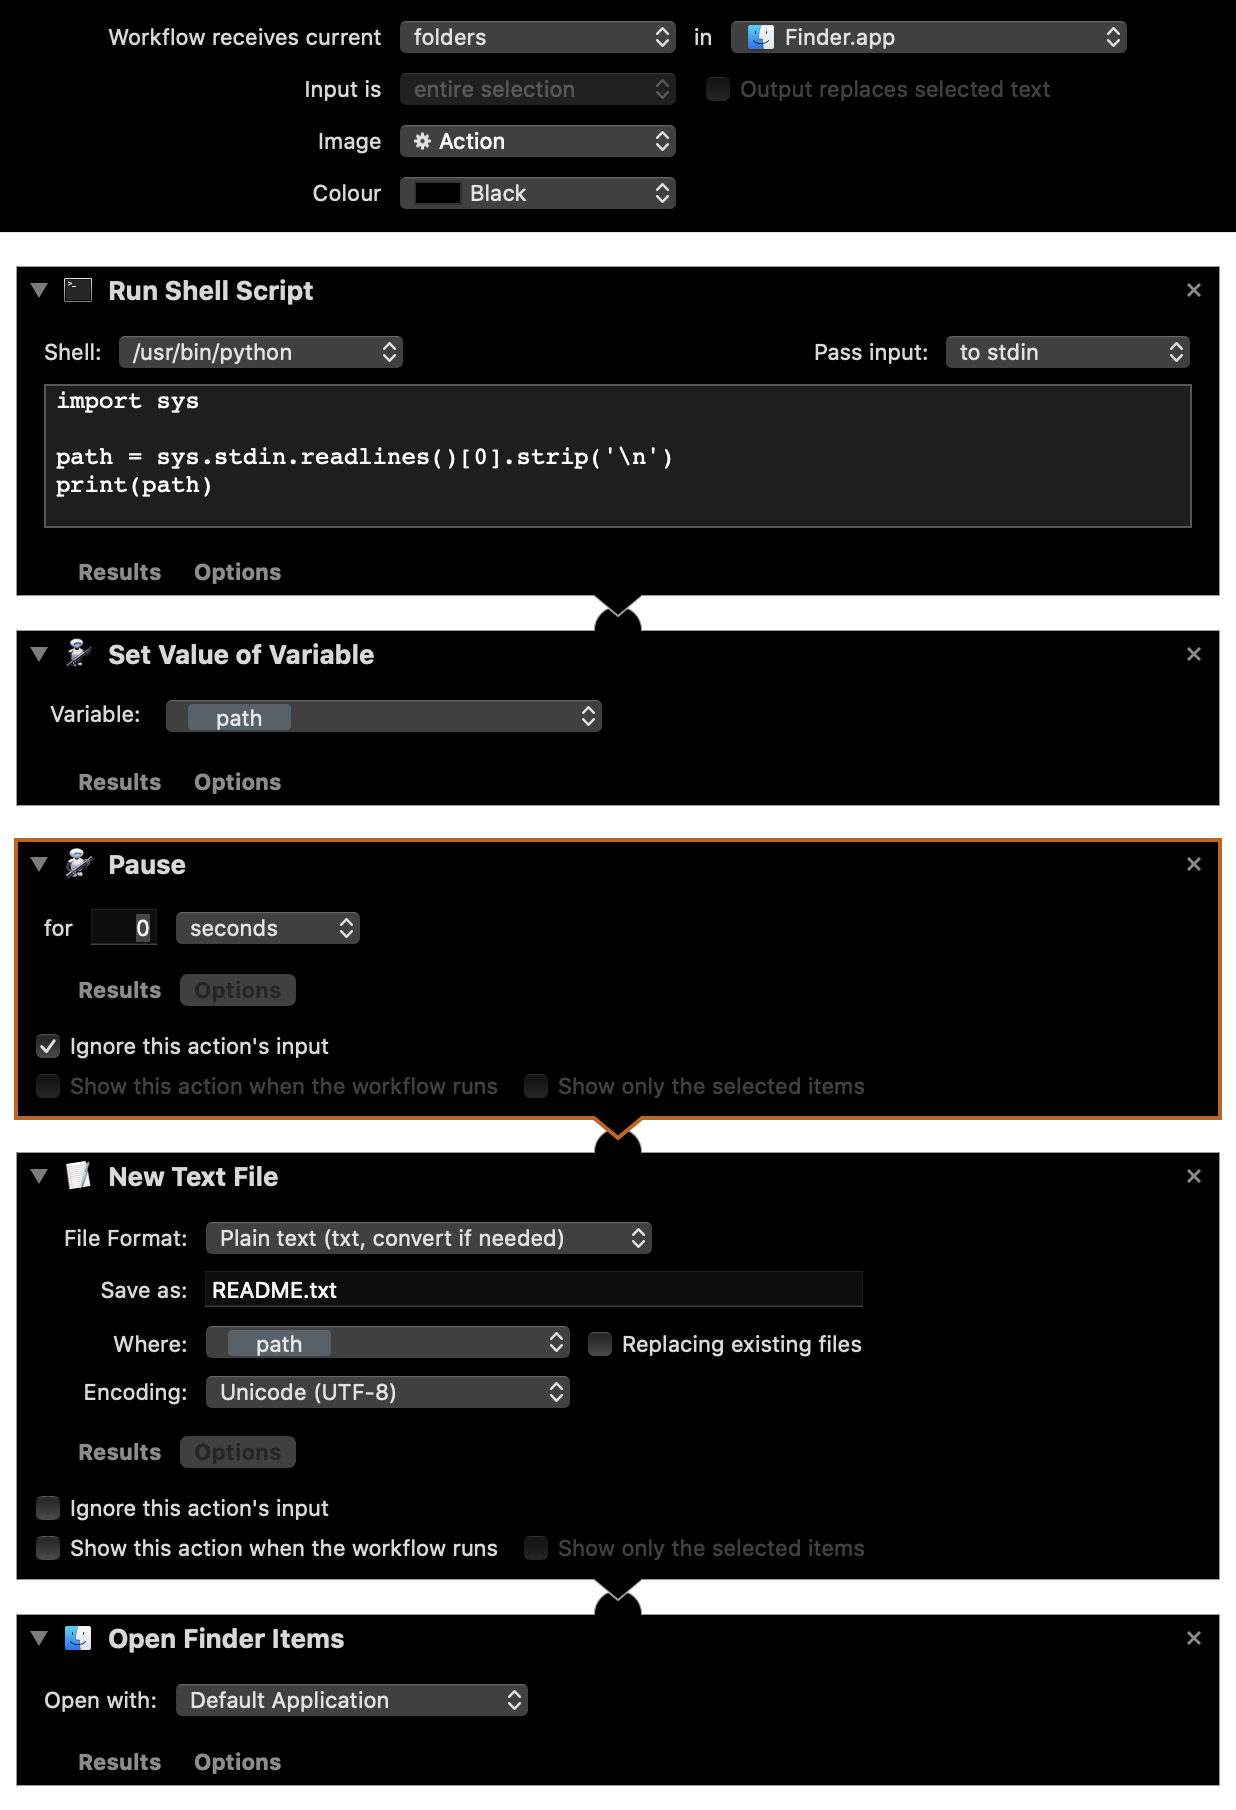 Workflow receives current folders in Finder.app
Input is entire selection Output replaces selected text
Image Action
Colour Black
Run Shell Script
Shell: /usr/bin/python Pass input: to stdin
import sys
path = sys.stdin.readlines()[0].strip('\n')
print(path)
Results Options
Set Value of Variable
Variable: path
Results Options
Pause
for 0 seconds
Results Options
Ignore this action's input
Show this action when the workflow runs Show only the selected items
New Text File
File Format: Plain text (txt, convert if needed)
Save as: README.txt
Where: path Replacing existing files
Encoding: Unicode (UTF-8)
Results Options
Ignore this action's input
Show this action when the workflow runs Show only the selected items
Open Finder Items
Open with: Default Application
Results Options